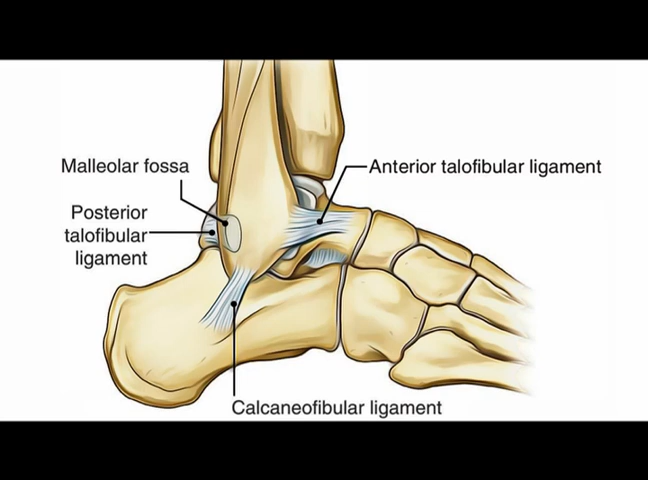 Malleolar fossa
Anterior talofibular ligament
Posterior
talofibular
ligament
Calcaneofibular ligament